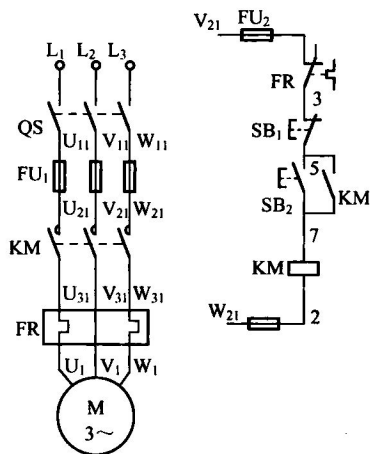 L₁ L₂ L₃
QS
U₁₁ V₁₁ W₁₁
FU₁
U₂₁ V₂₁ W₂₁
KM
U₃₁ V₃₁ W₃₁
FR
U₁ V₁ W₁
M
3～
V₂₁ FU₂
FR
3
SB₁
5
SB₂ KM
7
KM
W₂₁ 2